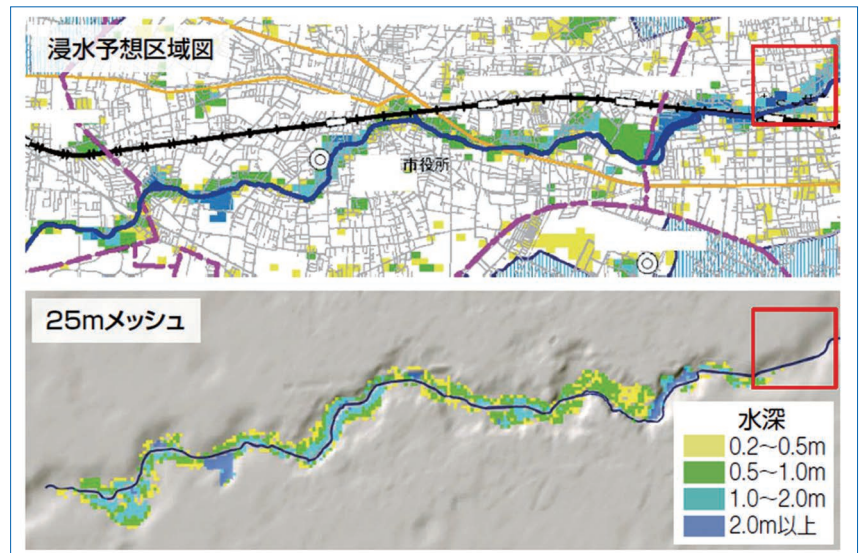 浸水予想区域図
市役所
25mメッシュ
水深
0.2～0.5m
0.5～1.0m
1.0～2.0m
2.0m以上